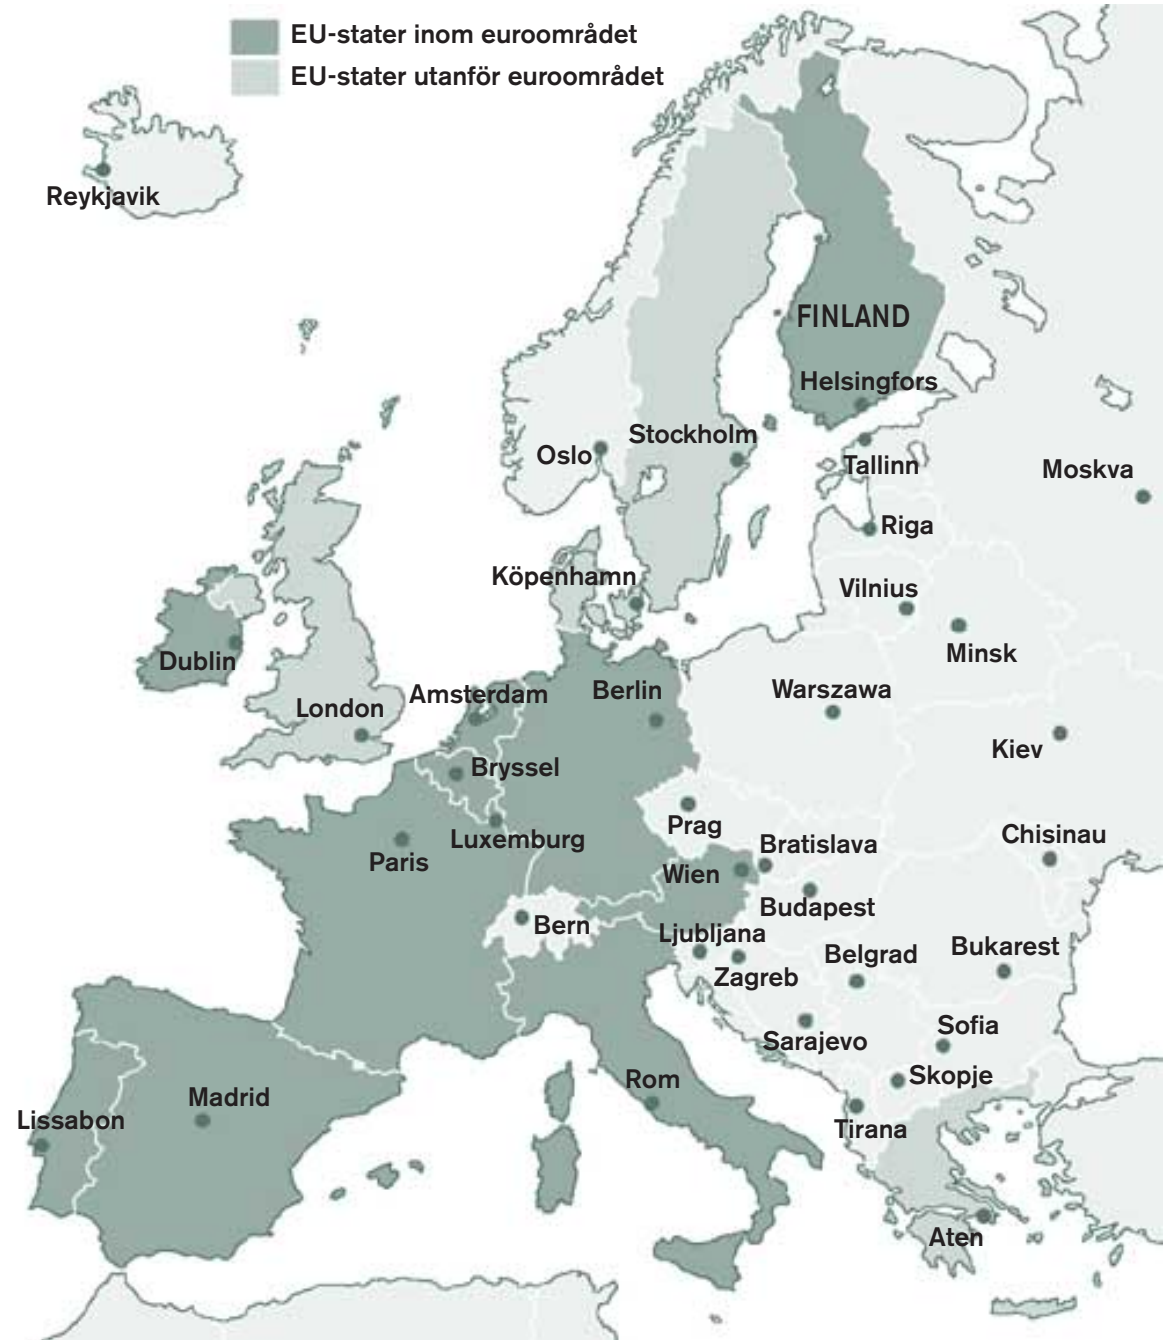 EU-stater inom euroområdet
EU-stater utanför euroområdet
Reykjavik
FINLAND
Helsingfors
Stockholm
Oslo
Tallinn
Moskva
Riga
Köpenhamn
Vilnius
Minsk
Dublin
Amsterdam
Berlin
Warszawa
London
Kiev
Bryssel
Prag
Chisinau
Luxemburg
Bratislava
Paris
Wien
Budapest
Bern
Ljubljana
Bukarest
Belgrad
Zagreb
Sofia
Sarajevo
Skopje
Rom
Madrid
Lissabon
Tirana
Aten